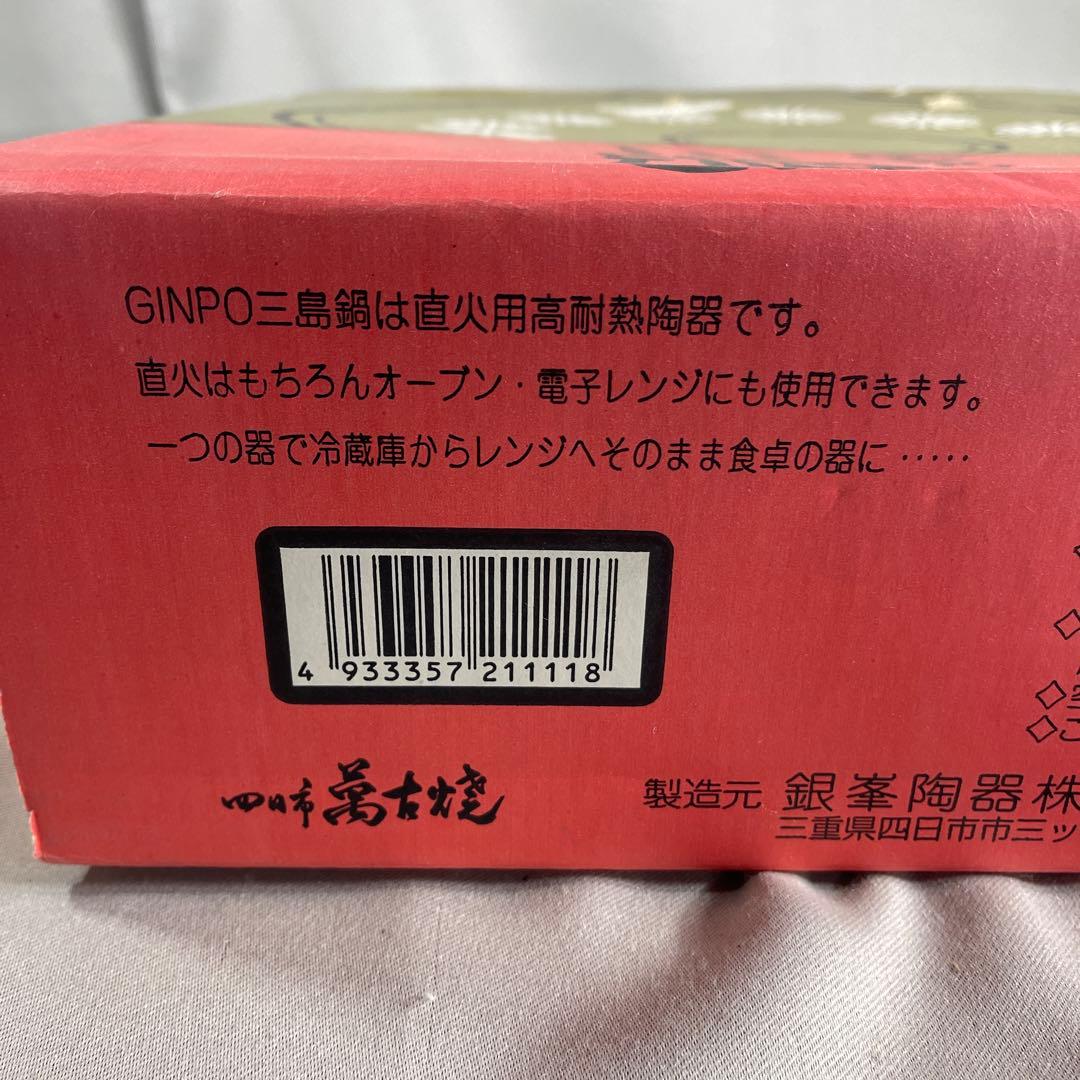 GINPO三島鍋は直火用高耐熱陶器です。
直火はもちろんオーブン・電子レンジにも使用できます。
一つの器で冷蔵庫からレンジへそのまま食卓の器に‥‥‥
4 933357 211118
四日市 萬古焼
製造元 銀峯陶器株
三重県四日市市三ッ